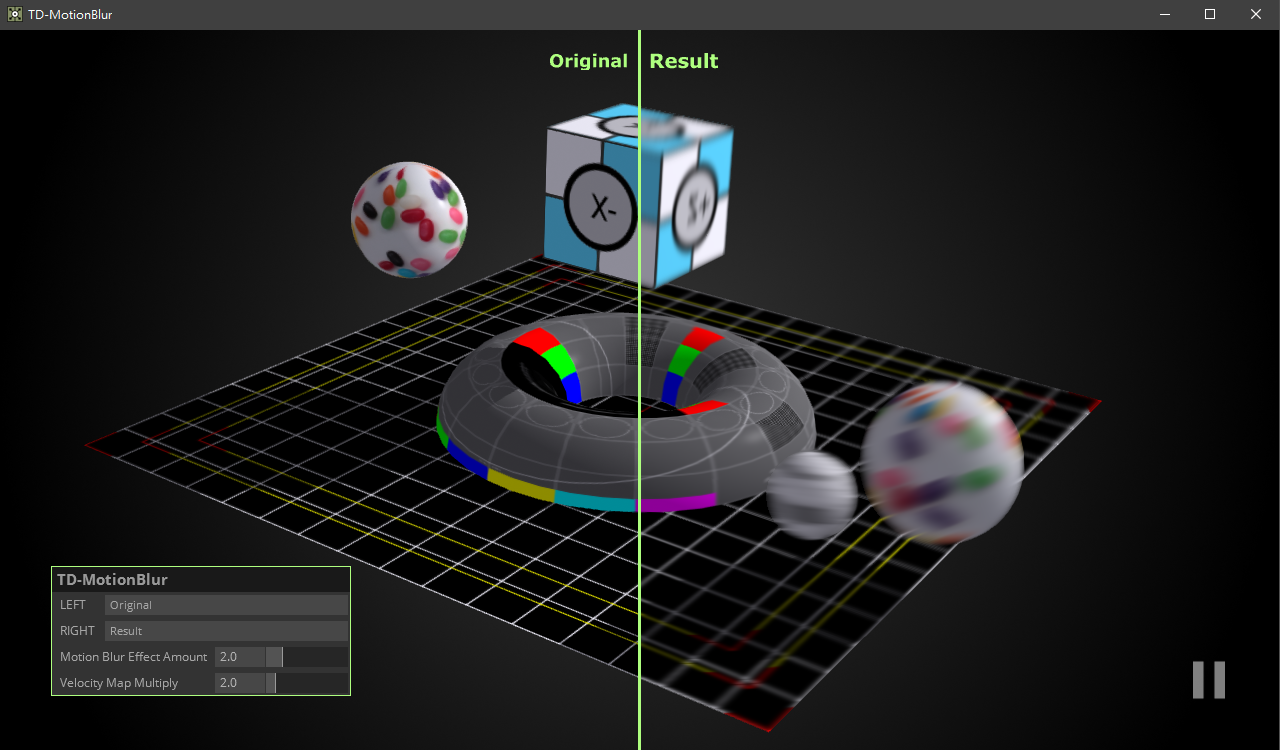 TD-MotionBlur
Original
Result
X-
TD-MotionBlur
LEFT
Original
RIGHT
Result
Motion Blur Effect Amount
2.0
Velocity Map Multiply
2.0